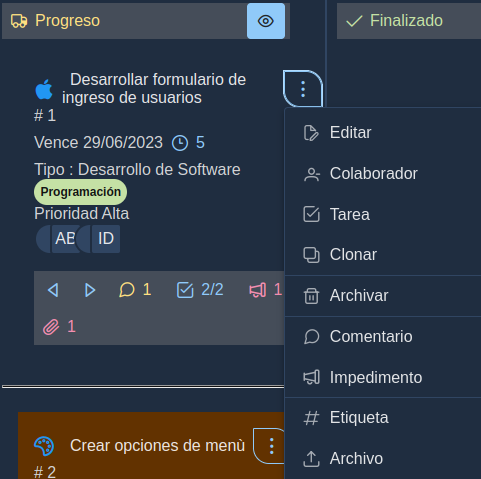 Progreso
Finalizado
Desarrollar formulario de
ingreso de usuarios
# 1
Vence 29/06/2023 5
Tipo : Desarrollo de Software
Programación
Prioridad Alta
AB ID
1 2/2 1
1
Editar
Colaborador
Tarea
Clonar
Archivar
Comentario
Impedimento
Etiqueta
Archivo
Crear opciones de menù
# 2